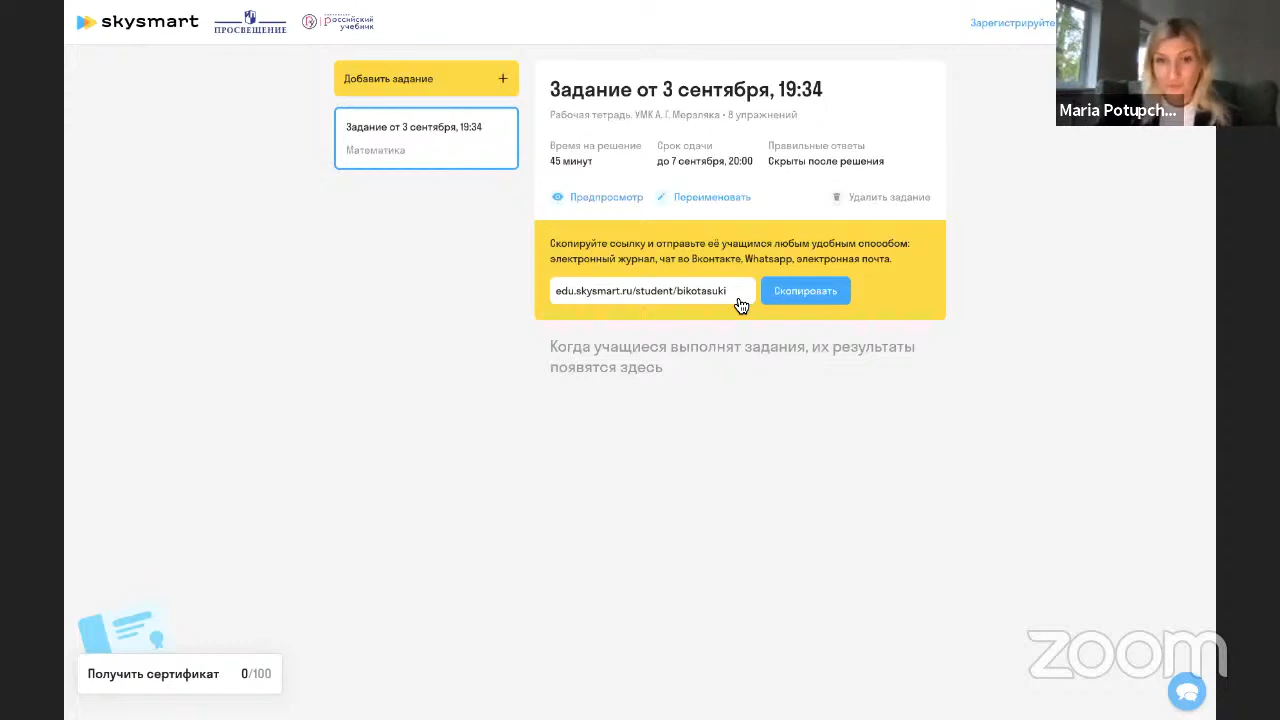 skysmart
ПРОСВЕЩЕНИЕ
российский
учебник
Зарегистрируйте
Maria Potupch...
Добавить задание +
Задание от 3 сентября, 19:34
Математика
Задание от 3 сентября, 19:34
Рабочая тетрадь. УМК А. Г. Мерзляка • 8 упражнений
Время на решение
45 минут
Срок сдачи
до 7 сентября, 20:00
Правильные ответы
Скрыты после решения
Предпросмотр
Переименовать
Удалить задание
Скопируйте ссылку и отправьте её учащимся любым удобным способом:
электронный журнал, чат во Вконтакте, Whatsapp, электронная почта.
edu.skysmart.ru/student/bikotasuki
Скопировать
Когда учащиеся выполнят задания, их результаты
появятся здесь
Получить сертификат 0/100
zoom